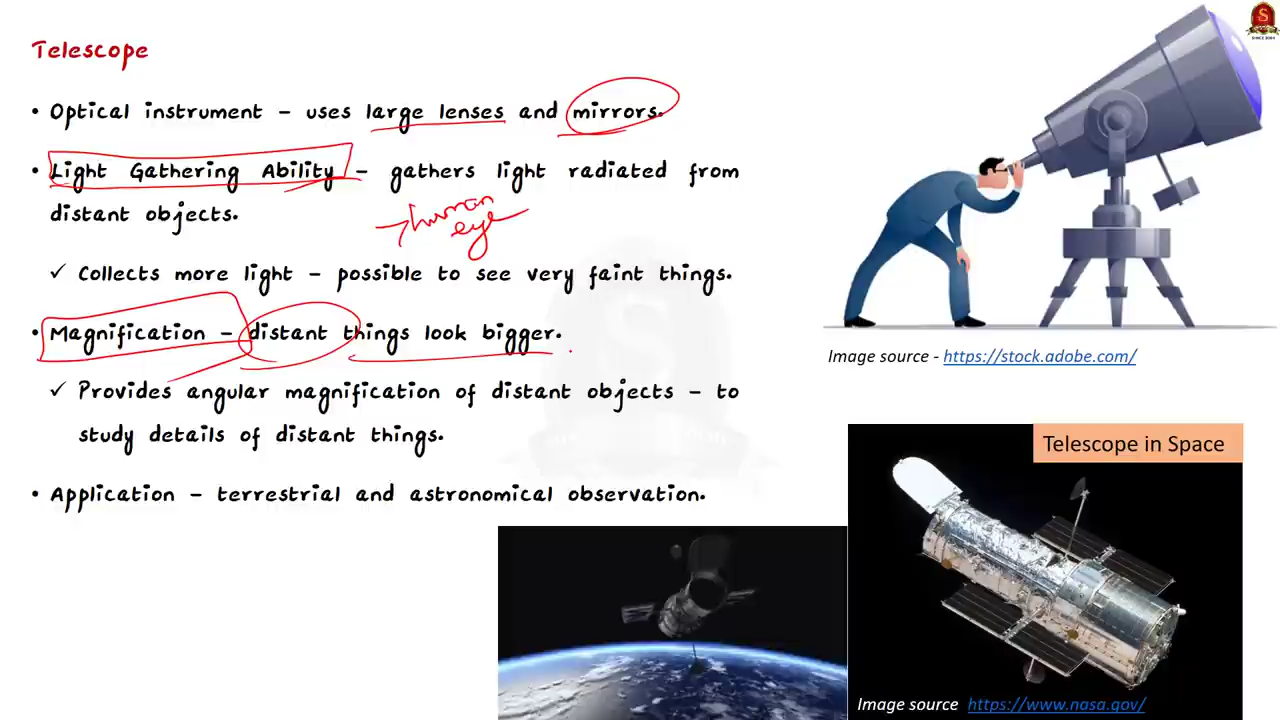 Telescope
• Optical instrument – uses large lenses and mirrors.
• Light Gathering Ability – gathers light radiated from
distant objects.
→ human
eye
✓ Collects more light – possible to see very faint things.
• Magnification – distant things look bigger.
✓ Provides angular magnification of distant objects – to
study details of distant things.
• Application – terrestrial and astronomical observation.
S
SINCE 2004
Image source - https://stock.adobe.com/
Telescope in Space
Image source https://www.nasa.gov/